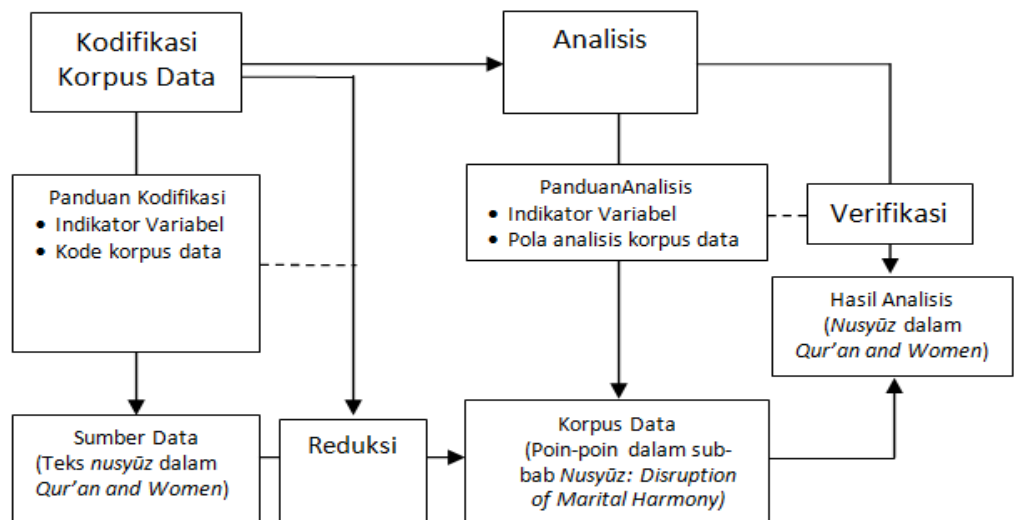 Kodifikasi
Korpus Data
Analisis
Panduan Kodifikasi
• Indikator Variabel
• Kode korpus data
PanduanAnalisis
• Indikator Variabel
• Pola analisis korpus data
Verifikasi
Hasil Analisis
(Nusyūz dalam
Qur’an and Women)
Sumber Data
(Teks nusyūz dalam
Qur’an and Women)
Reduksi
Korpus Data
(Poin-poin dalam sub-
bab Nusyūz: Disruption
of Marital Harmony)